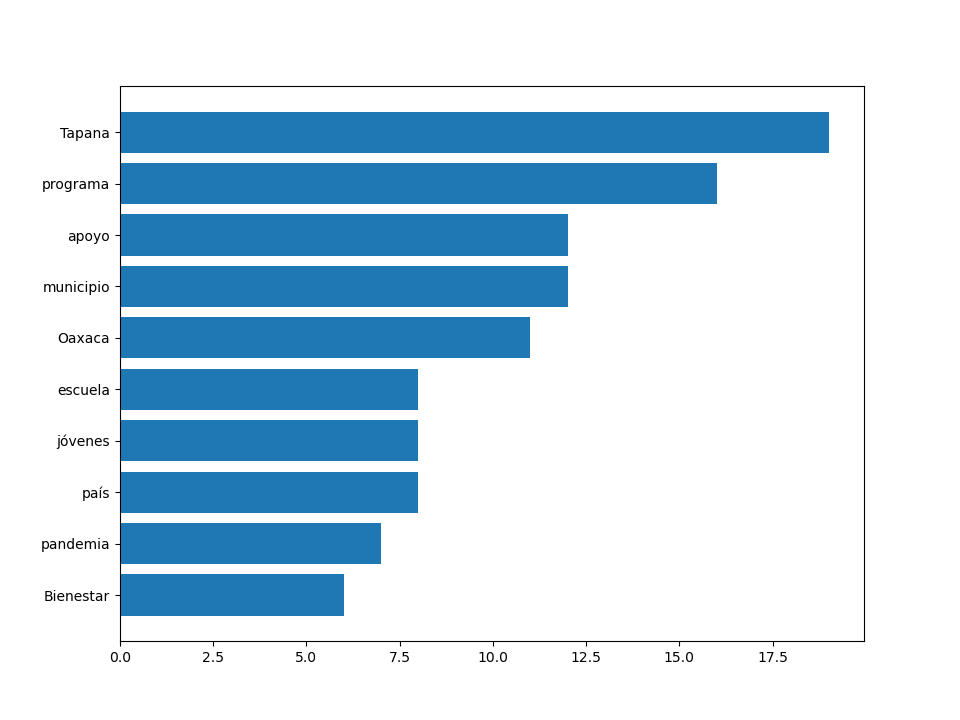 Tapana
programa
apoyo
municipio
Oaxaca
escuela
jóvenes
país
pandemia
Bienestar
0.0 2.5 5.0 7.5 10.0 12.5 15.0 17.5